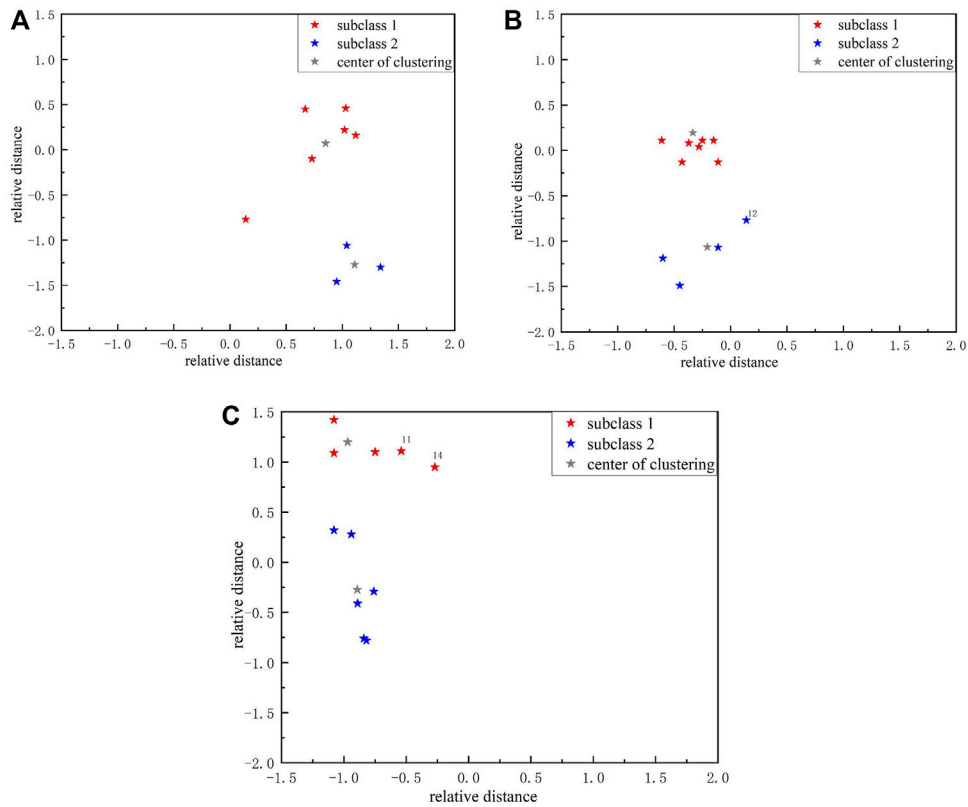 A
subclass 1
subclass 2
center of clustering
1.5
1.0
0.5
0.0
-0.5
-1.0
-1.5
-2.0
relative distance
-1.5 -1.0 -0.5 0.0 0.5 1.0 1.5 2.0
relative distance
B
subclass 1
subclass 2
center of clustering
1.5
1.0
0.5
0.0
-0.5
-1.0
-1.5
-2.0
relative distance
12
-1.5 -1.0 -0.5 0.0 0.5 1.0 1.5 2.0
relative distance
C
subclass 1
subclass 2
center of clustering
1.5
1.0
0.5
0.0
-0.5
-1.0
-1.5
-2.0
relative distance
11
14
-1.5 -1.0 -0.5 0.0 0.5 1.0 1.5 2.0
relative distance